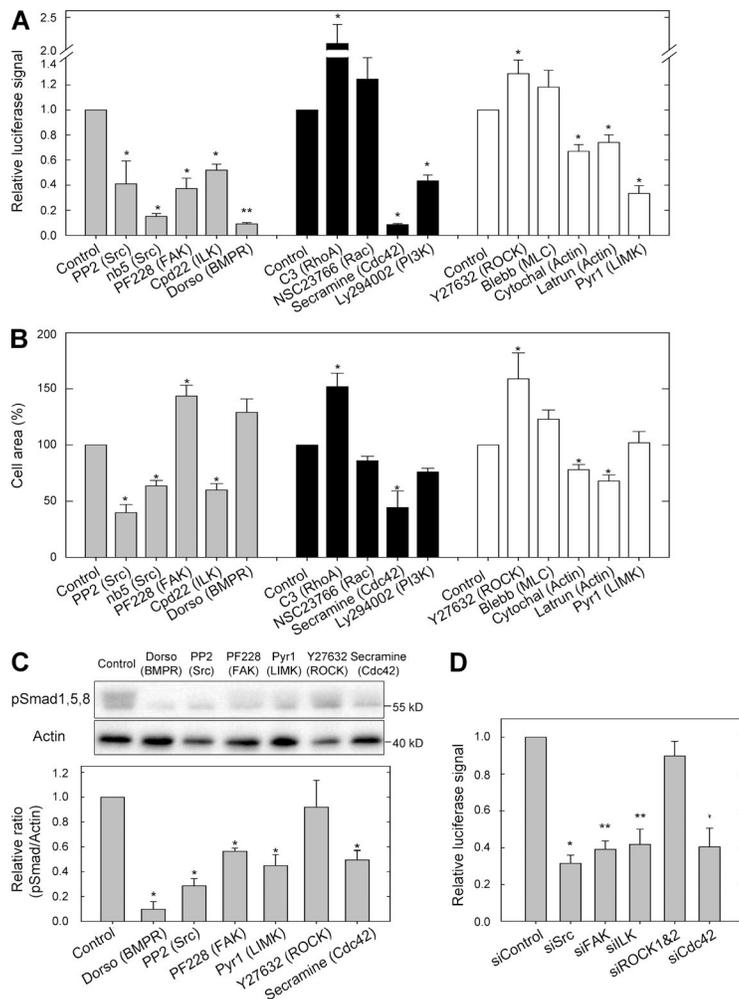 A
Relative luciferase signal
2.5
2.0
1.4
1.2
1.0
0.8
0.6
0.4
0.2
0.0
* * * * ** * * * * * * *
Control
PP2 (Src)
nb5 (Src)
PF228 (FAK)
Cpd22 (ILK)
Dorso (BMPR)
Control
C3 (RhoA)
NSC23766 (Rac)
Secramine (Cdc42)
Ly294002 (PI3K)
Control
Y27632 (ROCK)
Blebb (MLC)
Cytochal (Actin)
Latrun (Actin)
Pyr1 (LIMK)
B
Cell area (%)
200
150
100
50
0
* * * * * * * * *
Control
PP2 (Src)
nb5 (Src)
PF228 (FAK)
Cpd22 (ILK)
Dorso (BMPR)
Control
C3 (RhoA)
NSC23766 (Rac)
Secramine (Cdc42)
Ly294002 (PI3K)
Control
Y27632 (ROCK)
Blebb (MLC)
Cytochal (Actin)
Latrun (Actin)
Pyr1 (LIMK)
C
Control Dorso PP2 PF228 Pyr1 Y27632 Secramine
(BMPR) (Src) (FAK) (LIMK) (ROCK) (Cdc42)
pSmad1,5,8
55 kD
Actin
40 kD
Relative ratio
(pSmad/Actin)
1.2
1.0
0.8
0.6
0.4
0.2
0.0
* * * * *
Control
Dorso (BMPR)
PP2 (Src)
PF228 (FAK)
Pyr1 (LIMK)
Y27632 (ROCK)
Secramine (Cdc42)
D
Relative luciferase signal
1.0
0.8
0.6
0.4
0.2
0.0
* ** ** *
siControl
siSrc
siFAK
siILK
siROCK1&2
siCdc42